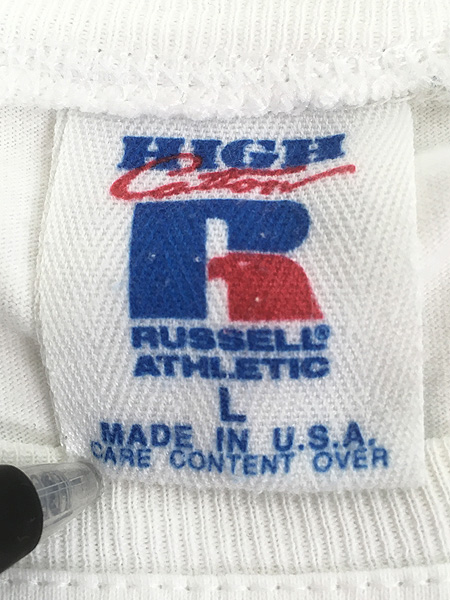 HIGH
Cotton
R
RUSSELL®
ATHLETIC
L
MADE IN U.S.A.
CARE CONTENT OVER